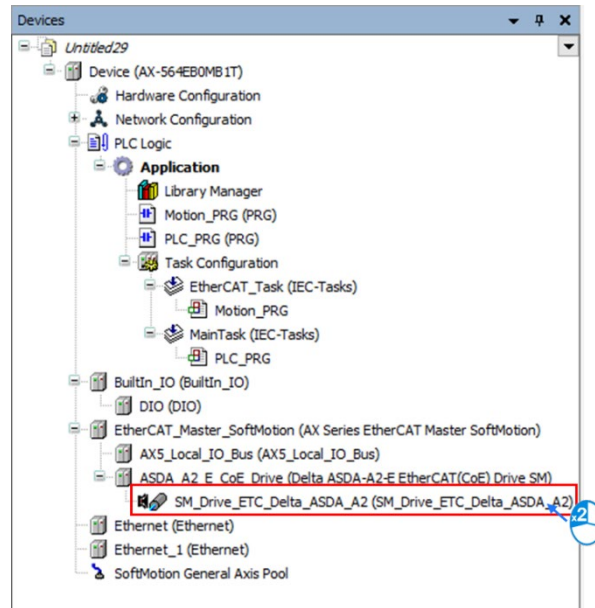 Devices
Untitled29
Device (AX-564EB0MB1T)
Hardware Configuration
Network Configuration
PLC Logic
Application
Library Manager
Motion_PRG (PRG)
PLC_PRG (PRG)
Task Configuration
EtherCAT_Task (IEC-Tasks)
Motion_PRG
MainTask (IEC-Tasks)
PLC_PRG
BuiltIn_IO (BuiltIn_IO)
DIO (DIO)
EtherCAT_Master_SoftMotion (AX Series EtherCAT Master SoftMotion)
AX5_Local_IO_Bus (AX5_Local_IO_Bus)
ASDA_A2_E_CoE_Drive (Delta ASDA-A2-E EtherCAT(CoE) Drive SM)
SM_Drive_ETC_Delta_ASDA_A2 (SM_Drive_ETC_Delta_ASDA_A2)
x2
Ethernet (Ethernet)
Ethernet_1 (Ethernet)
SoftMotion General Axis Pool